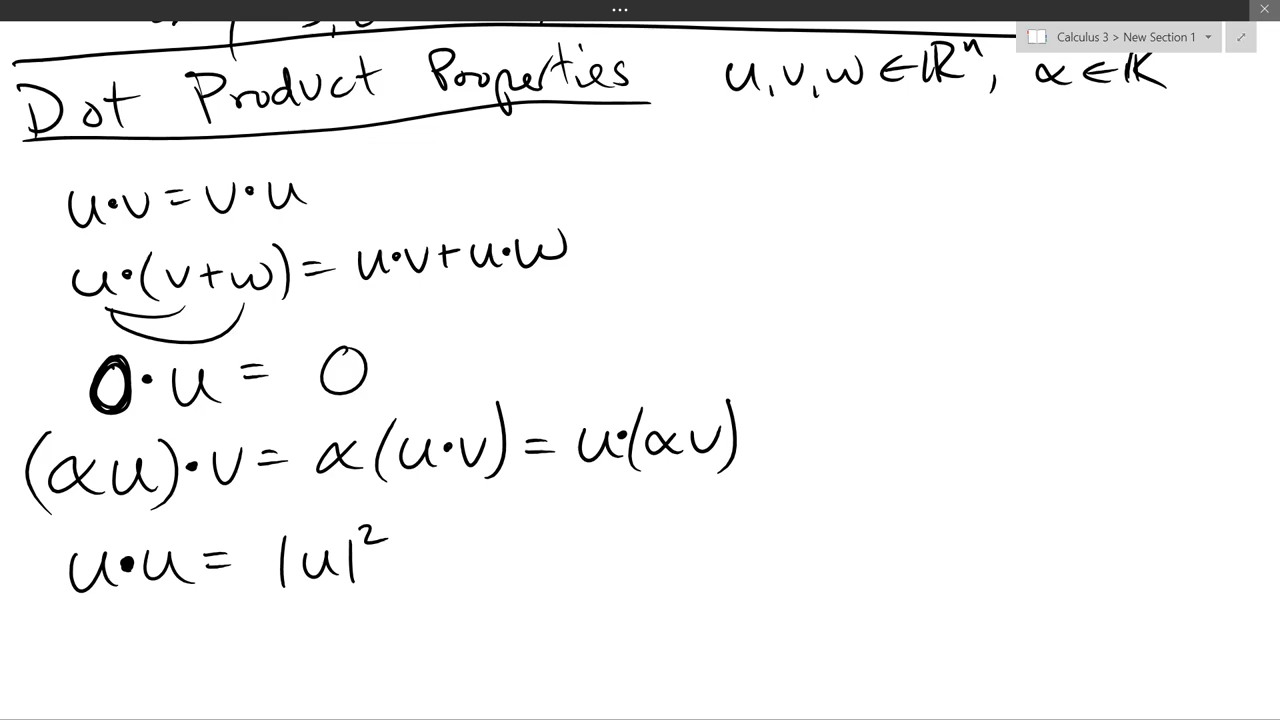 ...
Calculus 3 > New Section 1
Dot Product Properties u, v, w ∈ ℝⁿ, α ∈ ℝ
u·v = v·u
u·(v+w) = u·v + u·w
0·u = 0
(αu)·v = α(u·v) = u·(αv)
u·u = |u|²